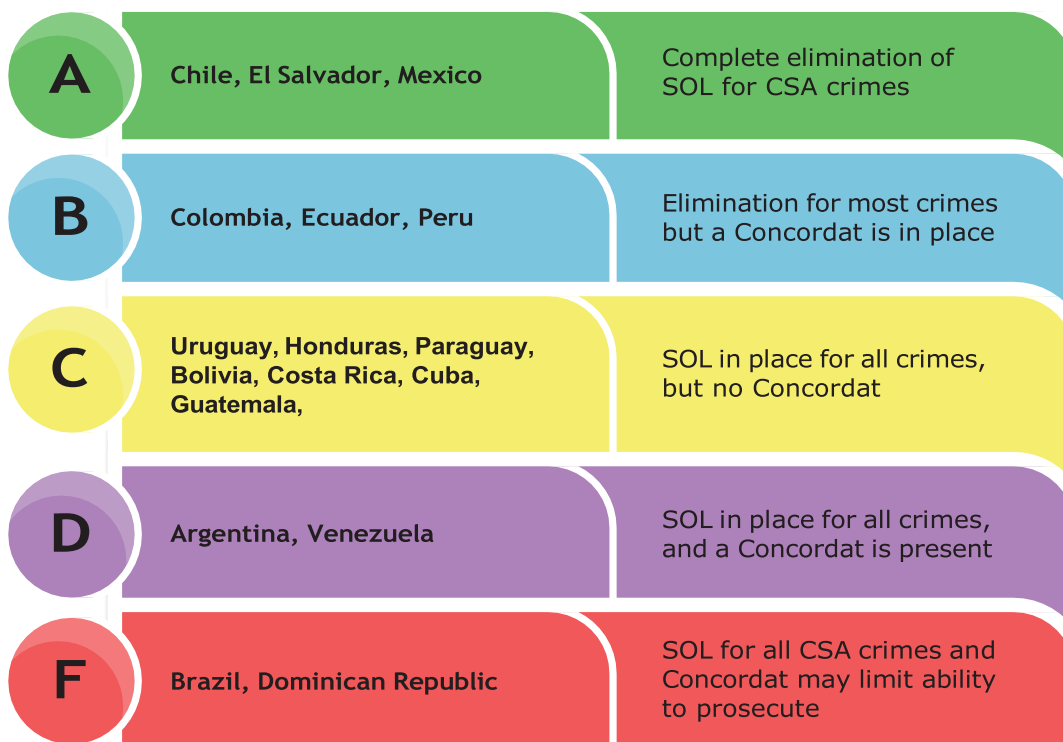 A
Chile, El Salvador, Mexico
Complete elimination of
SOL for CSA crimes
B
Colombia, Ecuador, Peru
Elimination for most crimes
but a Concordat is in place
C
Uruguay, Honduras, Paraguay,
Bolivia, Costa Rica, Cuba,
Guatemala,
SOL in place for all crimes,
but no Concordat
D
Argentina, Venezuela
SOL in place for all crimes,
and a Concordat is present
F
Brazil, Dominican Republic
SOL for all CSA crimes and
Concordat may limit ability
to prosecute